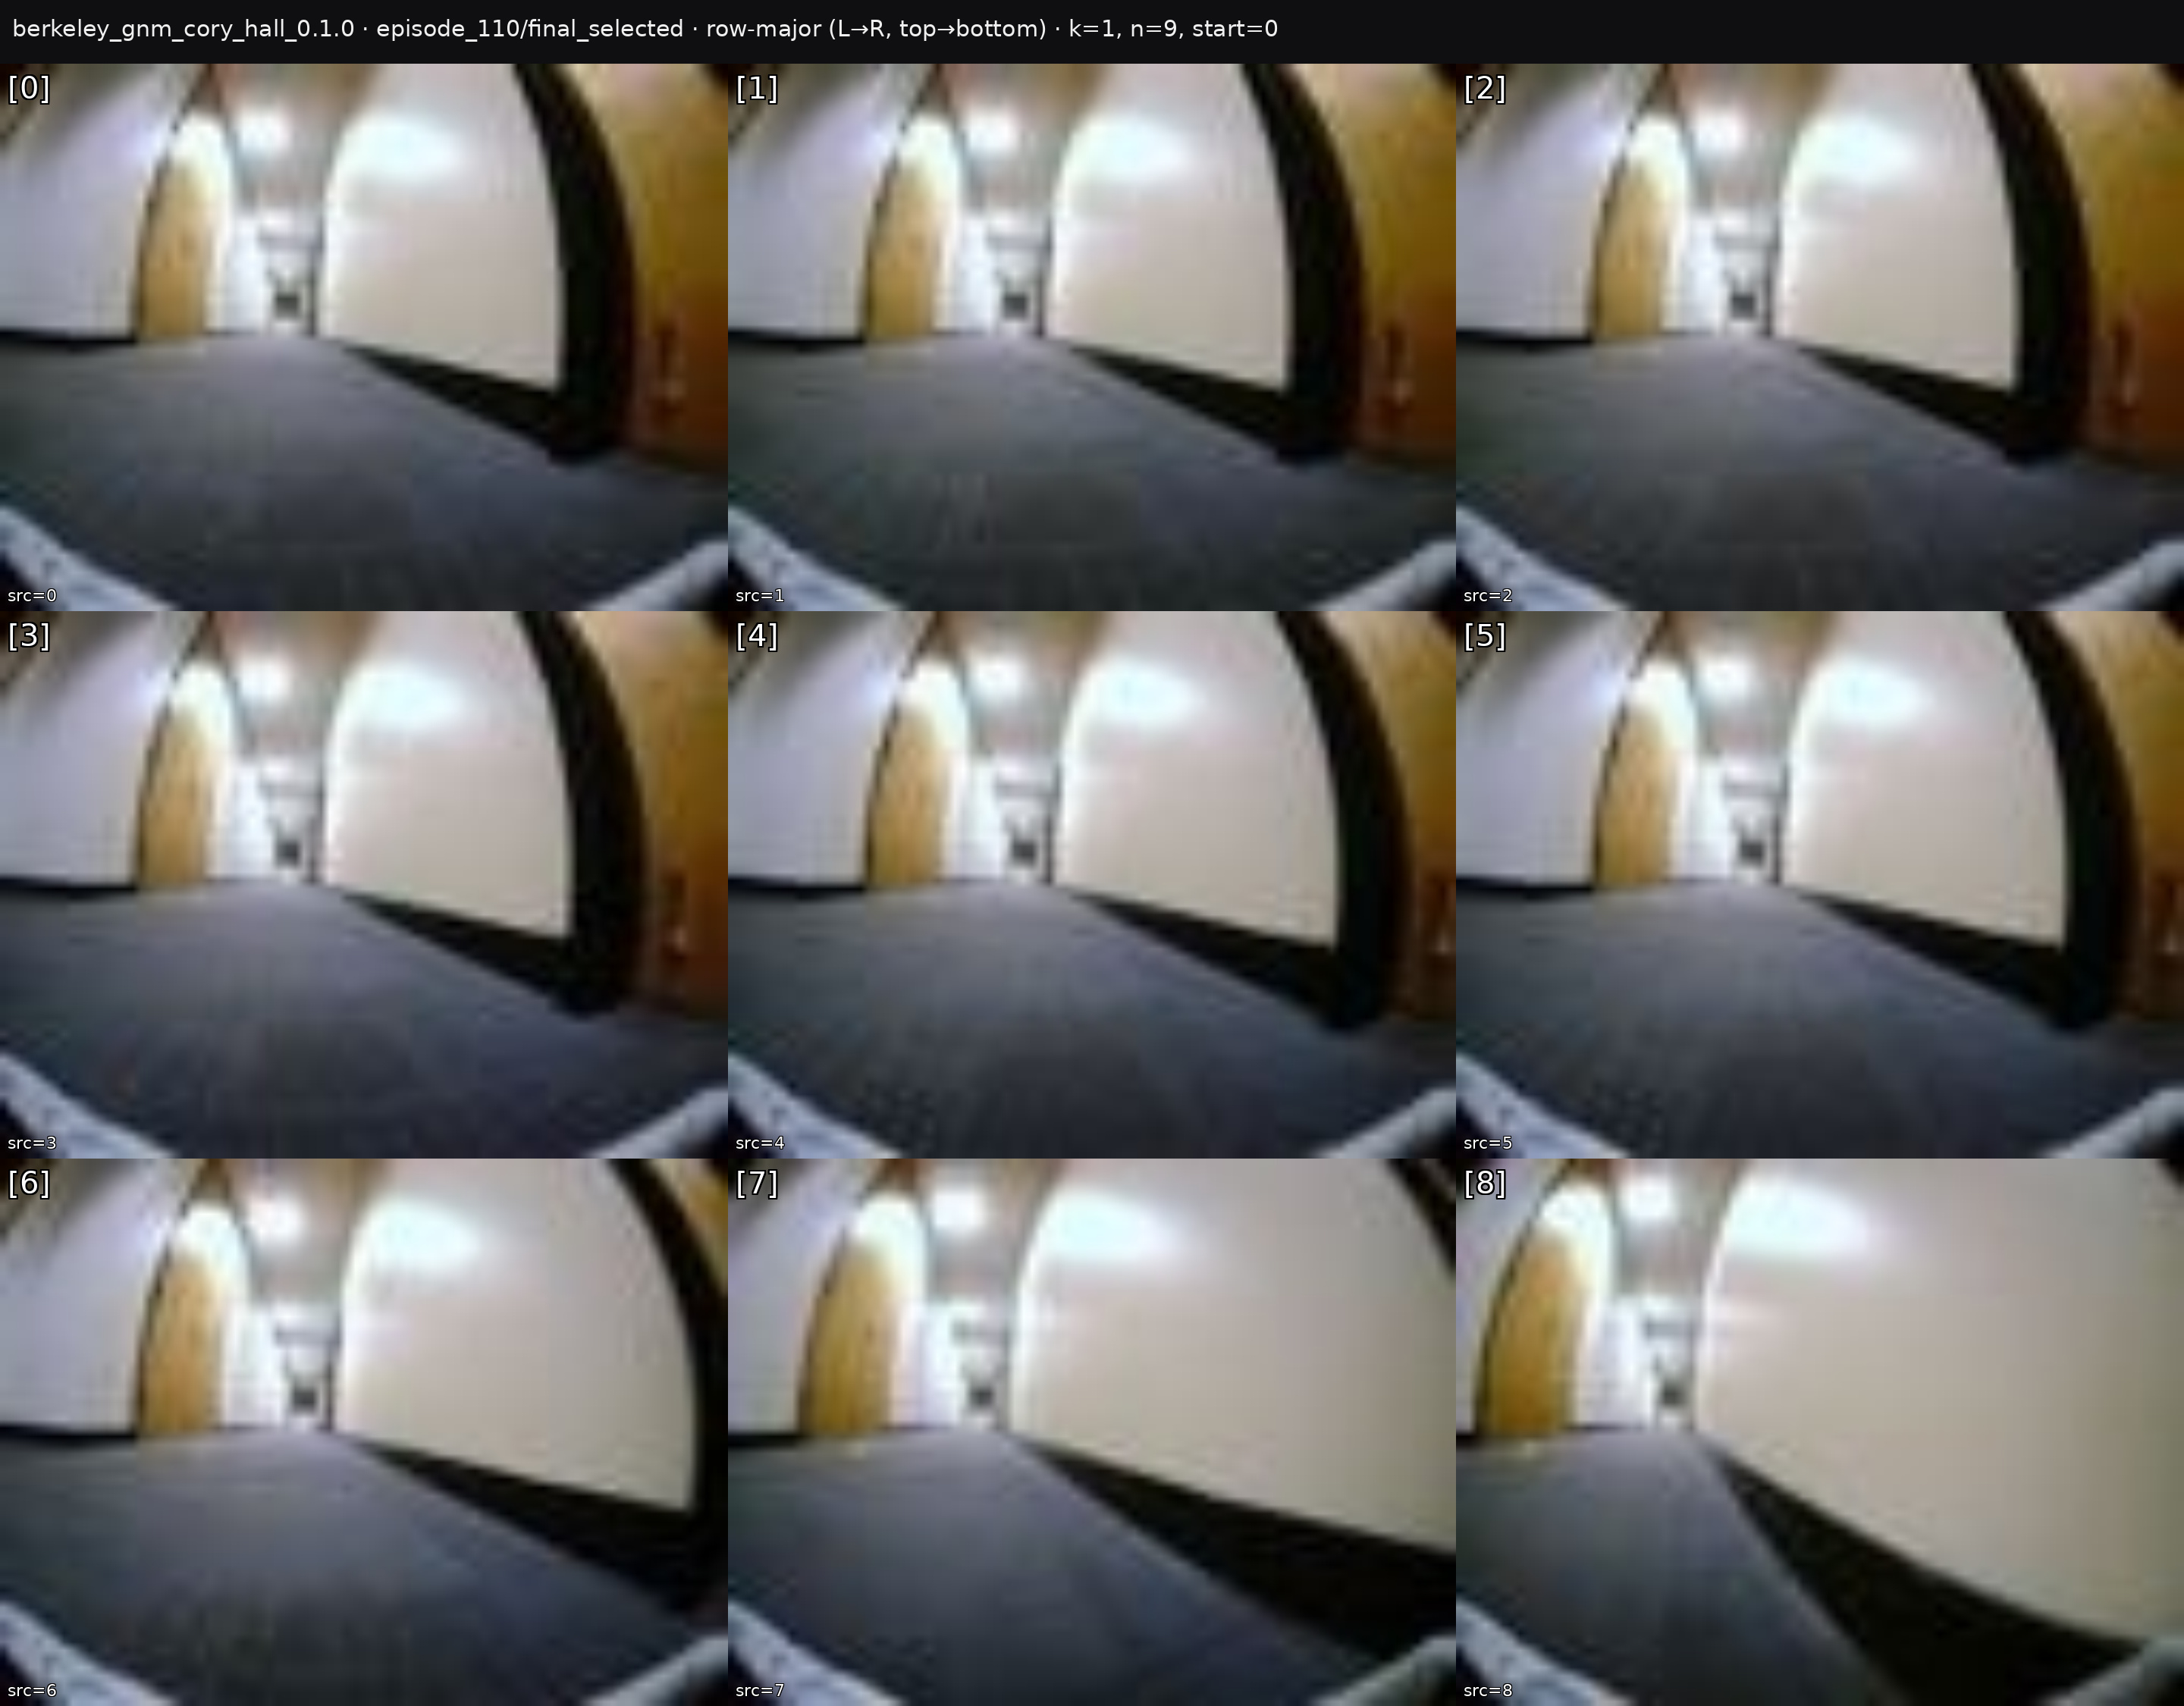 berkeley_gnm_cory_hall_0.1.0 · episode_110/final_selected · row-major (L→R, top→bottom) · k=1, n=9, start=0
[0]
[1]
[2]
src=0
src=1
src=2
[3]
[4]
[5]
src=3
src=4
src=5
[6]
[7]
[8]
src=6
src=7
src=8